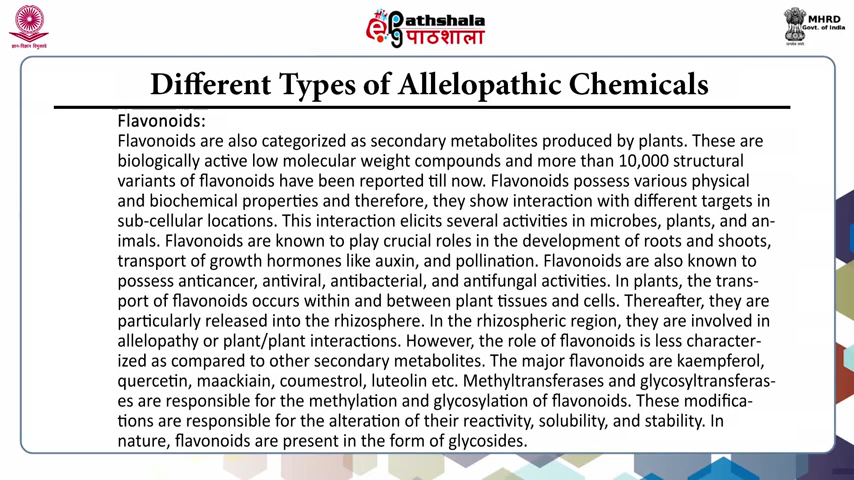 ज्ञान-विज्ञान विमुक्तये
Pathshala
पाठशाला
MHRD
Govt. of India
Different Types of Allelopathic Chemicals
Flavonoids:
Flavonoids are also categorized as secondary metabolites produced by plants. These are
biologically active low molecular weight compounds and more than 10,000 structural
variants of flavonoids have been reported till now. Flavonoids possess various physical
and biochemical properties and therefore, they show interaction with different targets in
sub-cellular locations. This interaction elicits several activities in microbes, plants, and an-
imals. Flavonoids are known to play crucial roles in the development of roots and shoots,
transport of growth hormones like auxin, and pollination. Flavonoids are also known to
possess anticancer, antiviral, antibacterial, and antifungal activities. In plants, the trans-
port of flavonoids occurs within and between plant tissues and cells. Thereafter, they are
particularly released into the rhizosphere. In the rhizospheric region, they are involved in
allelopathy or plant/plant interactions. However, the role of flavonoids is less character-
ized as compared to other secondary metabolites. The major flavonoids are kaempferol,
quercetin, maackiain, coumestrol, luteolin etc. Methyltransferases and glycosyltransferas-
es are responsible for the methylation and glycosylation of flavonoids. These modifica-
tions are responsible for the alteration of their reactivity, solubility, and stability. In
nature, flavonoids are present in the form of glycosides.